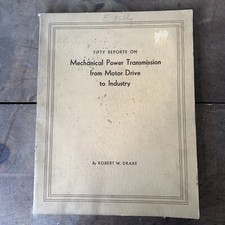 FIFTY REPORTS ON
Mechanical Power Transmission
from Motor Drive
to Industry
By ROBERT W. DRAKE